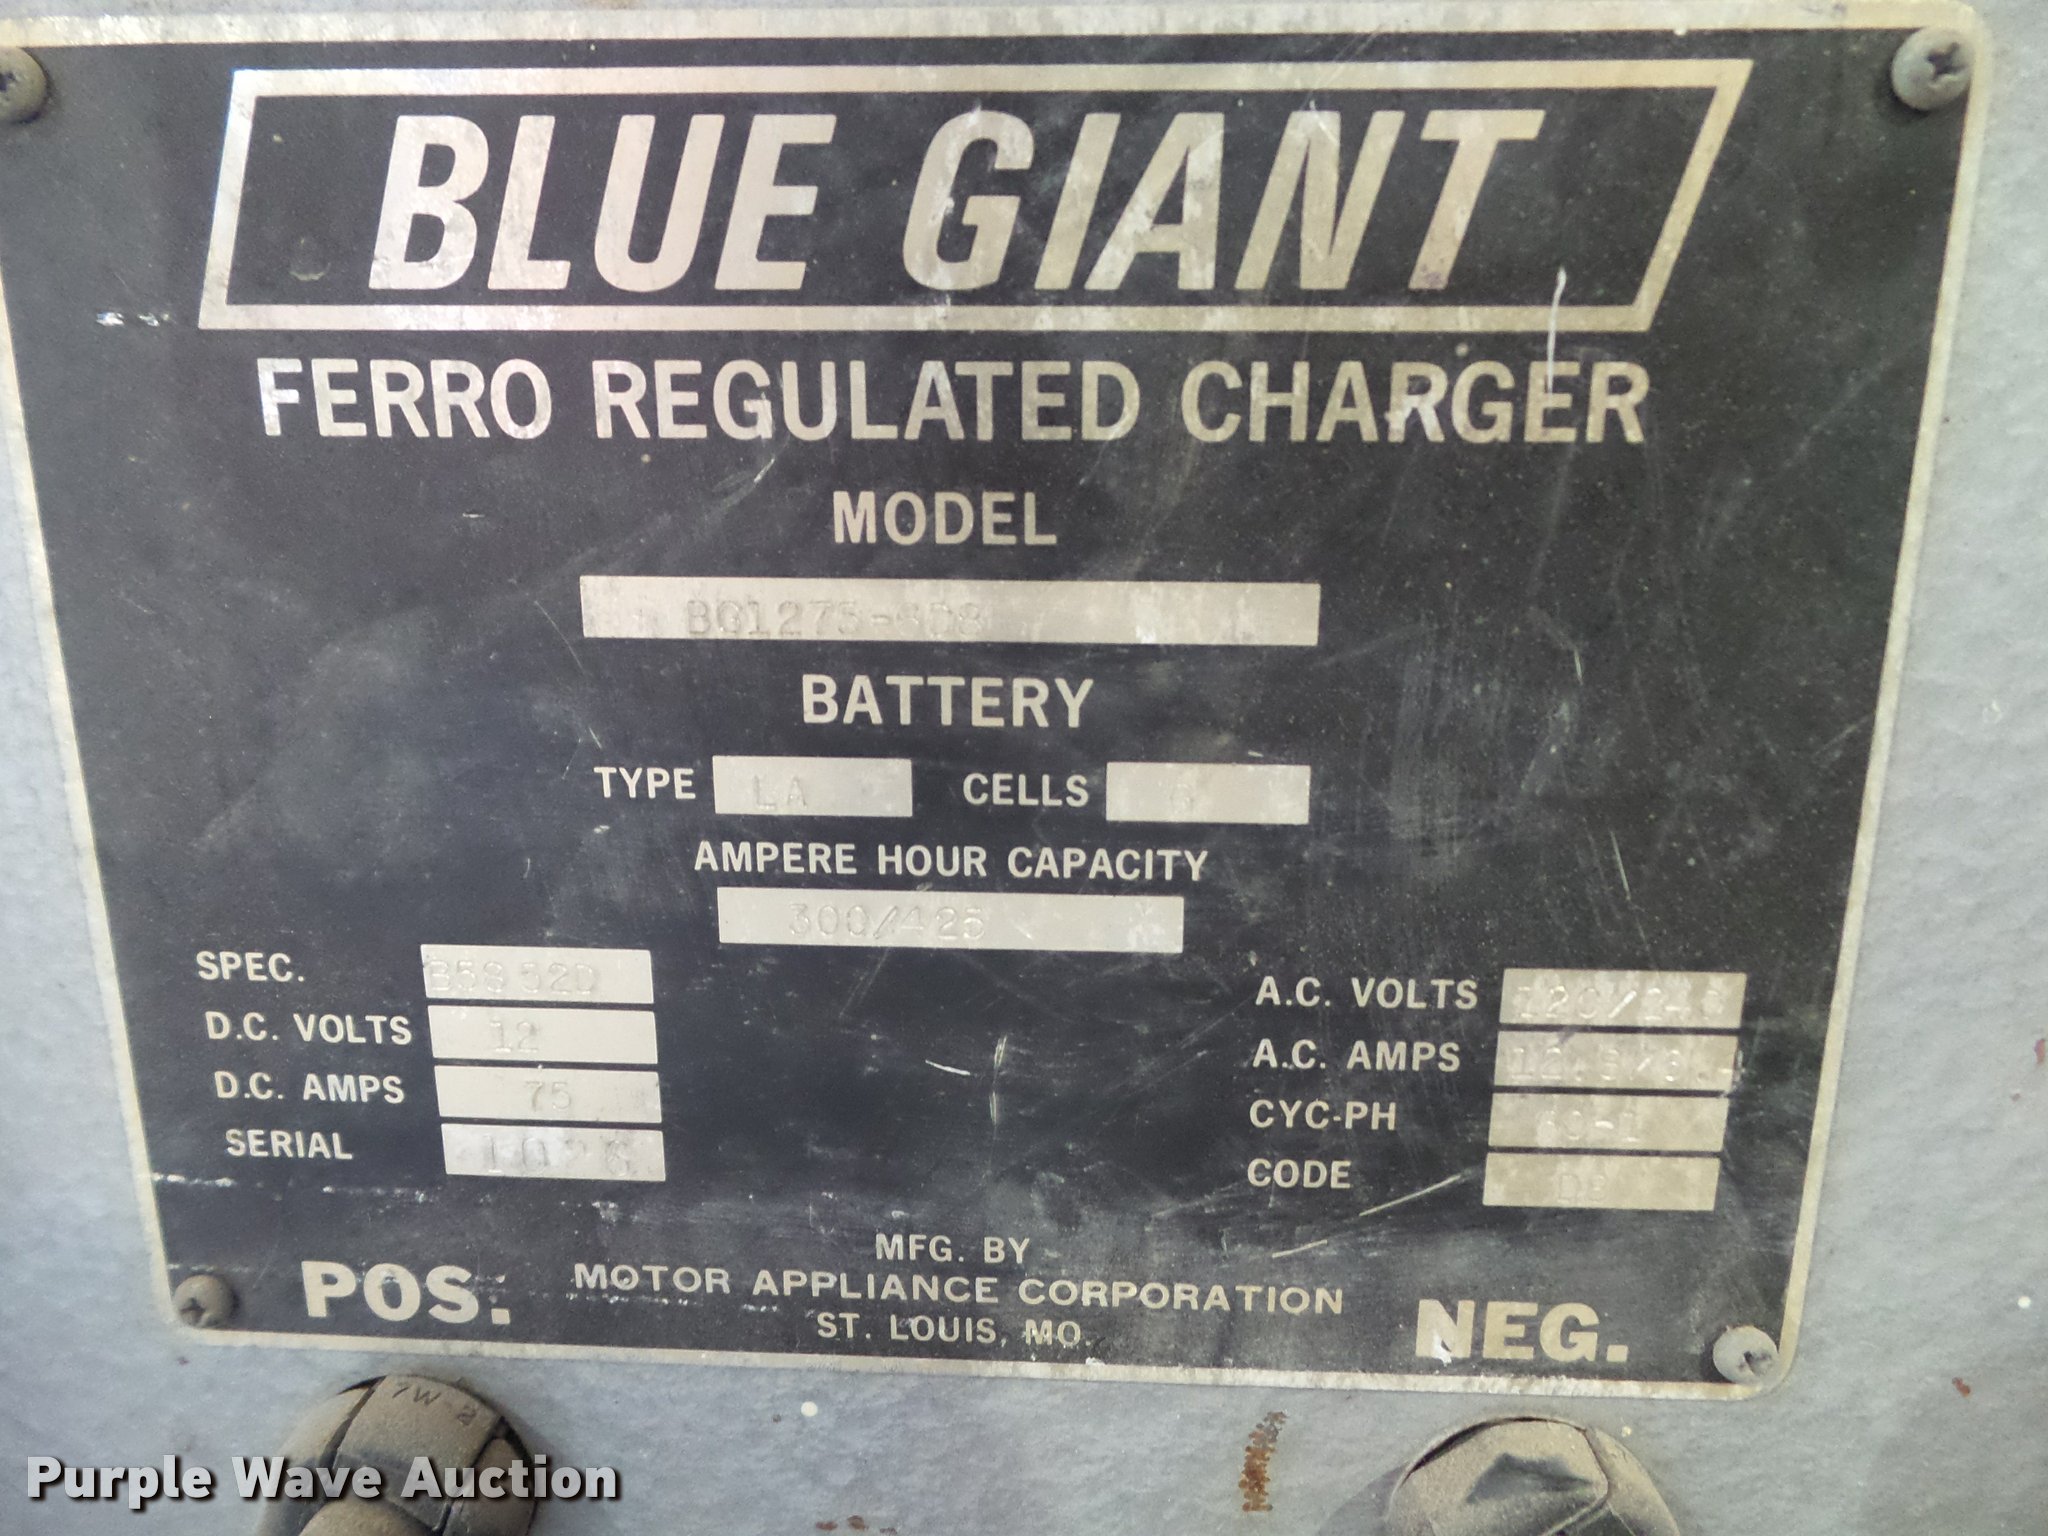 BLUE GIANT
FERRO REGULATED CHARGER
MODEL
BATTERY
TYPE LA CELLS 6
AMPERE HOUR CAPACITY
300/425
SPEC.
D.C. VOLTS 12
D.C. AMPS 75
SERIAL
A.C. VOLTS
A.C. AMPS
CYC-PH 60-1
CODE
MFG. BY
MOTOR APPLIANCE CORPORATION
ST. LOUIS, MO.
POS.
NEG.
Purple Wave Auction